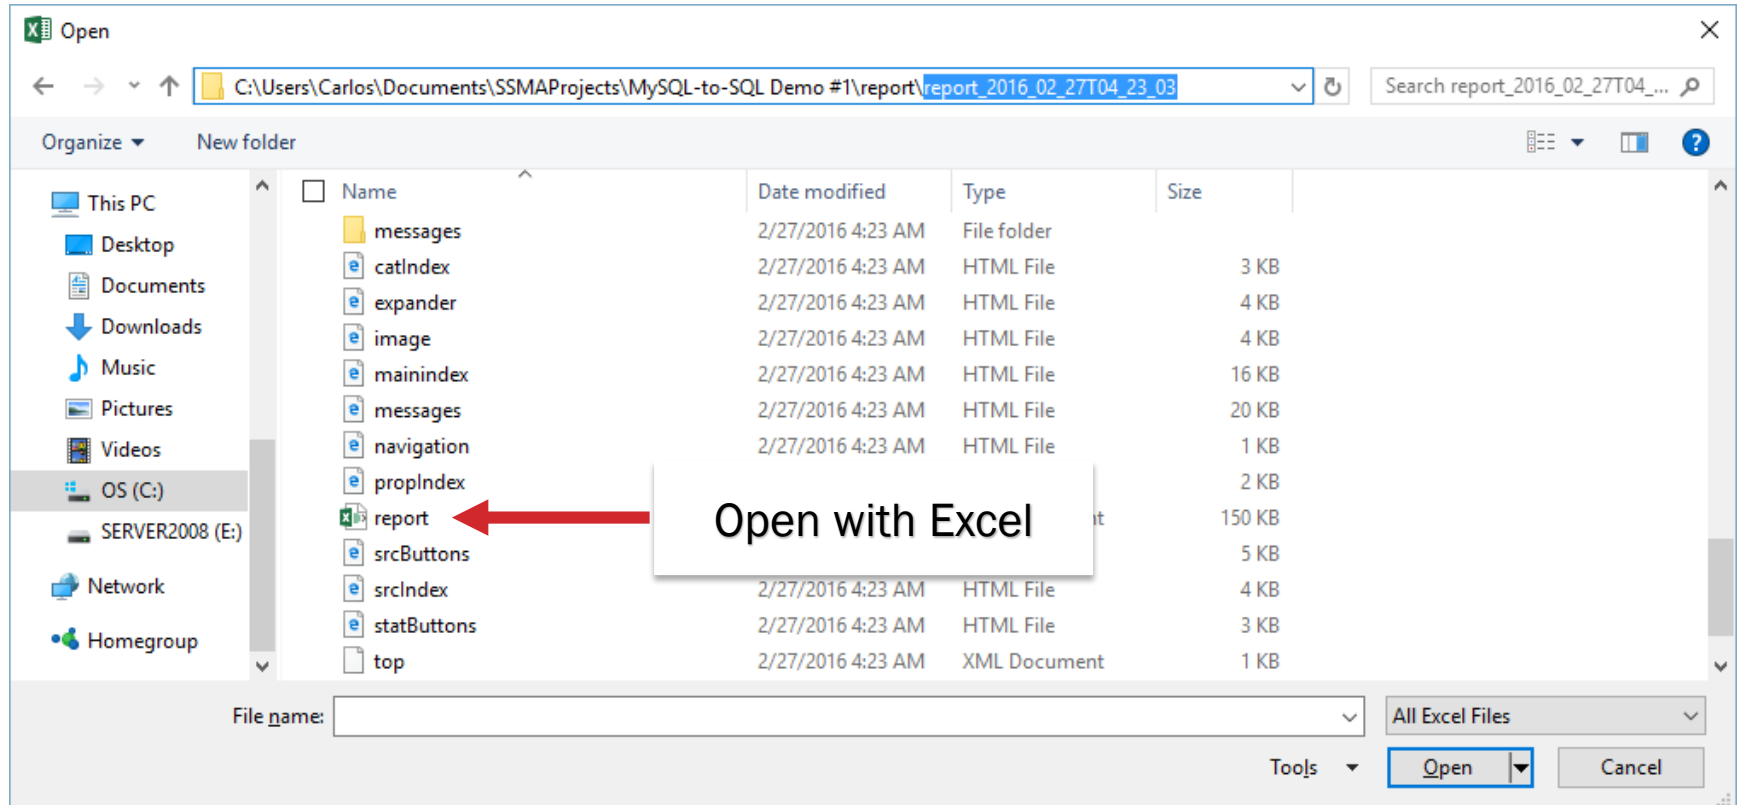 Open
C:\Users\Carlos\Documents\SSMAProjects\MySQL-to-SQL Demo #1\report\report_2016_02_27T04_23_03
Search report_2016_02_27T04_...
Organize
New folder
This PC
Desktop
Documents
Downloads
Music
Pictures
Videos
OS (C:)
SERVER2008 (E:)
Network
Homegroup
Name Date modified Type Size
messages 2/27/2016 4:23 AM File folder
catIndex 2/27/2016 4:23 AM HTML File 3 KB
expander 2/27/2016 4:23 AM HTML File 4 KB
image 2/27/2016 4:23 AM HTML File 4 KB
mainindex 2/27/2016 4:23 AM HTML File 16 KB
messages 2/27/2016 4:23 AM HTML File 20 KB
navigation 2/27/2016 4:23 AM HTML File 1 KB
propIndex 2 KB
report 150 KB
Open with Excel
srcButtons 5 KB
srcIndex 2/27/2016 4:23 AM HTML File 4 KB
statButtons 2/27/2016 4:23 AM HTML File 3 KB
top 2/27/2016 4:23 AM XML Document 1 KB
File name:
All Excel Files
Tools
Open
Cancel